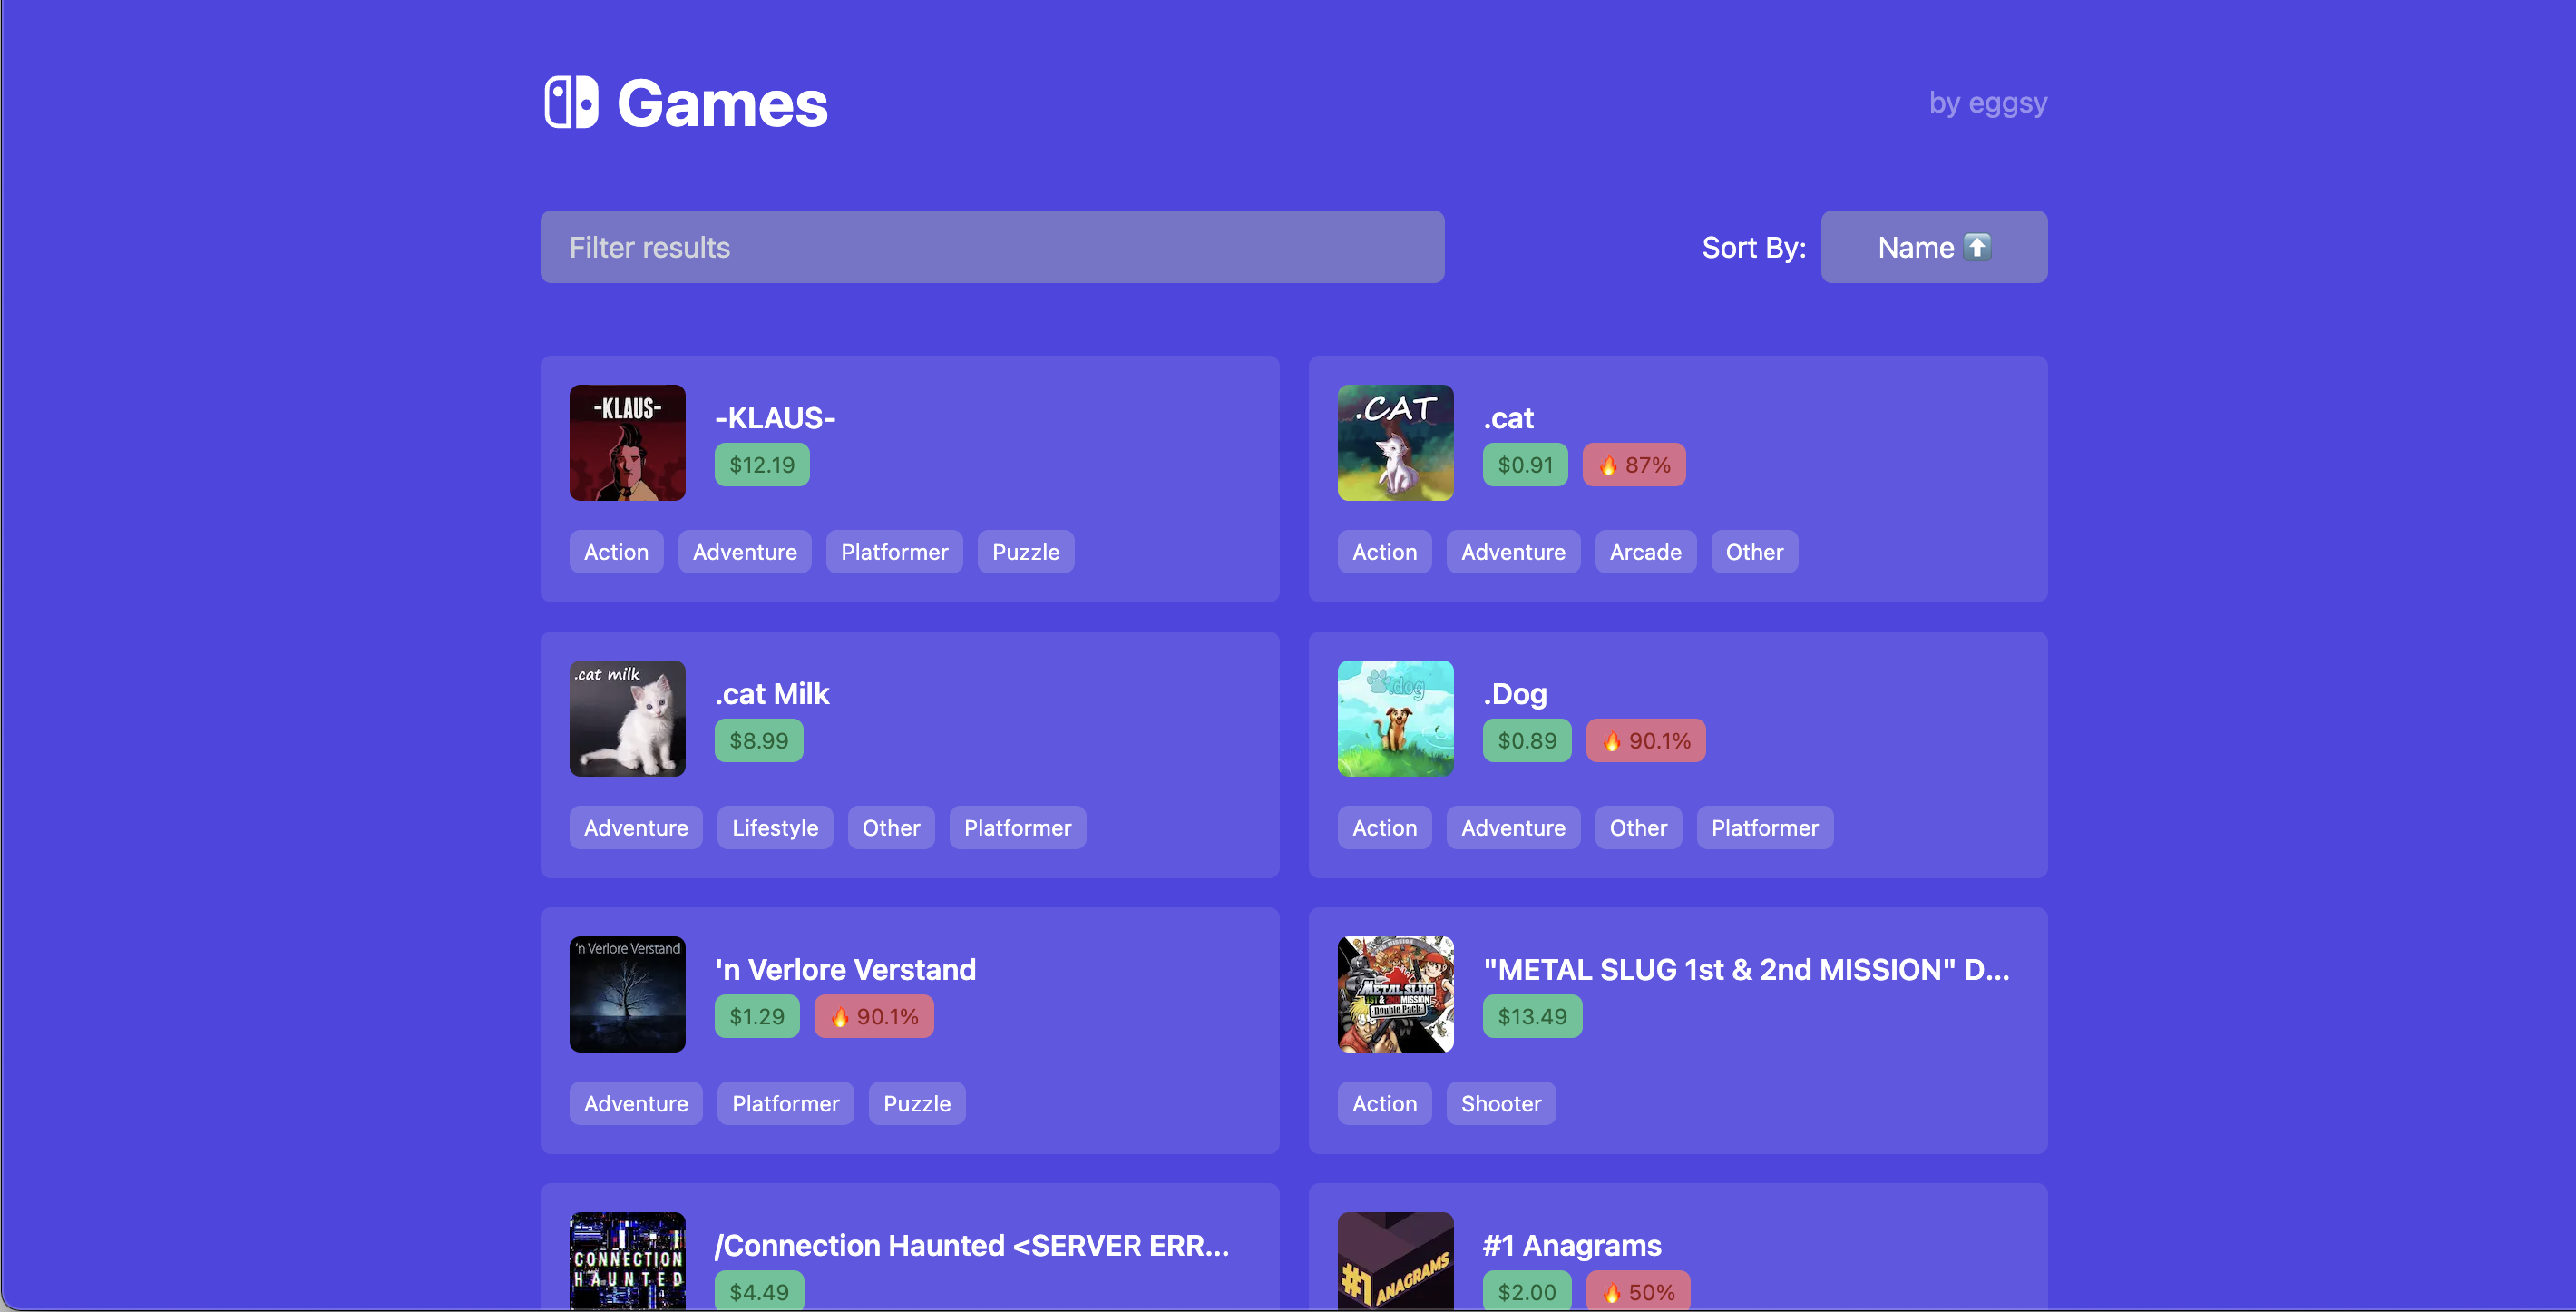 Games
by eggsy
Filter results
Sort By:
Name ⬆️
-KLAUS-
-KLAUS-
$12.19
Action Adventure Platformer Puzzle
.CAT
.cat
$0.91 🔥 87%
Action Adventure Arcade Other
.cat milk
.cat Milk
$8.99
Adventure Lifestyle Other Platformer
.dog
.Dog
$0.89 🔥 90.1%
Action Adventure Other Platformer
'n Verlore Verstand
'n Verlore Verstand
$1.29 🔥 90.1%
Adventure Platformer Puzzle
METAL SLUG
1ST & 2ND MISSION
Double Pack
"METAL SLUG 1st & 2nd MISSION" D...
$13.49
Action Shooter
CONNECTION
HAUNTED
/Connection Haunted <SERVER ERR...
$4.49
#1 ANAGRAMS
#1 Anagrams
$2.00 🔥 50%